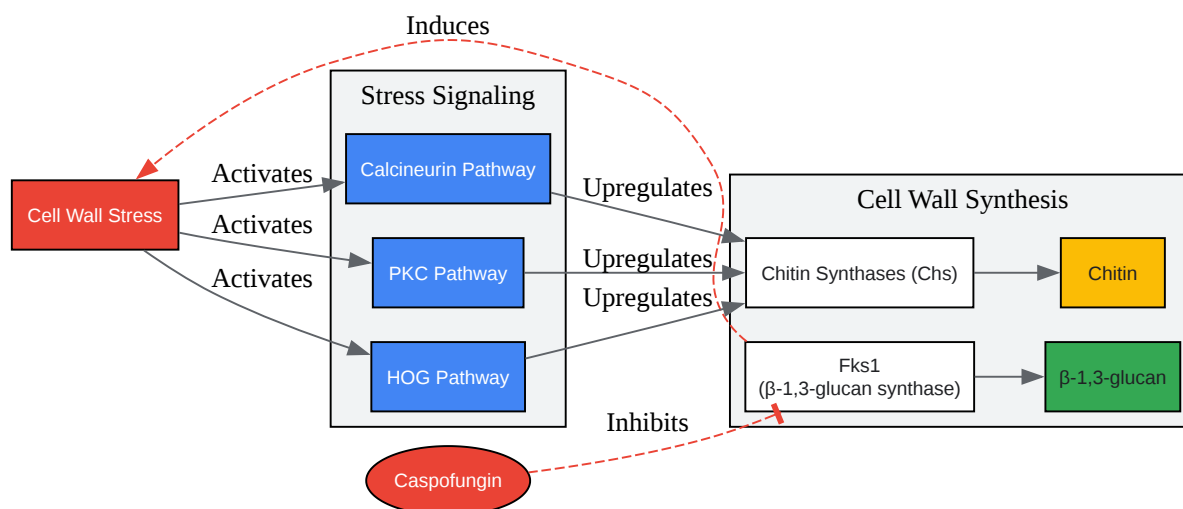 Induces
Stress Signaling
Calcineurin Pathway
Activates
Upregulates
Cell Wall Stress
Cell Wall Synthesis
Activates
PKC Pathway
Upregulates
Chitin Synthases (Chs)
Chitin
Activates
Upregulates
HOG Pathway
Fks1
(β-1,3-glucan synthase)
β-1,3-glucan
Inhibits
Caspofungin